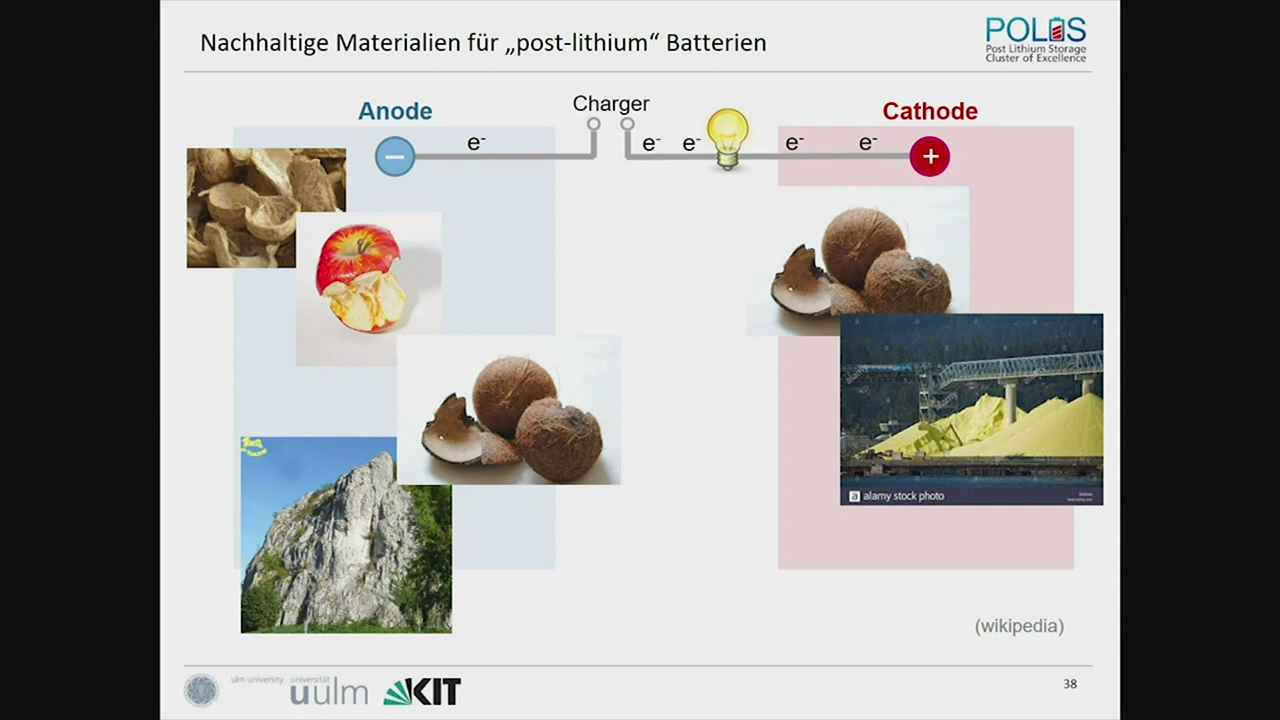 Nachhaltige Materialien für „post-lithium“ Batterien
POLiS
Post Lithium Storage
Cluster of Excellence
Anode
Charger
Cathode
e-
e-
e-
e-
e-
−
+
a alamy stock photo
(wikipedia)
ulm university universität
uulm
KIT
38